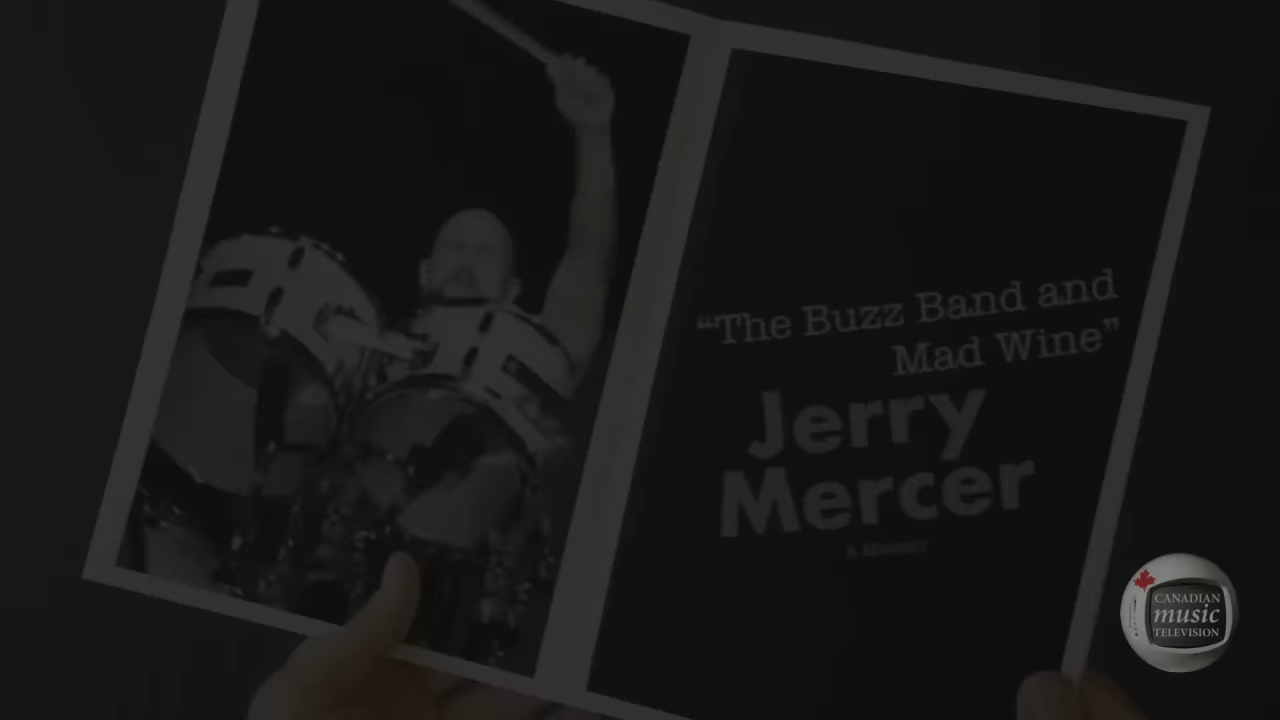 “The Buzz Band and
Mad Wine”
Jerry
Mercer
CANADIAN
music
TELEVISION